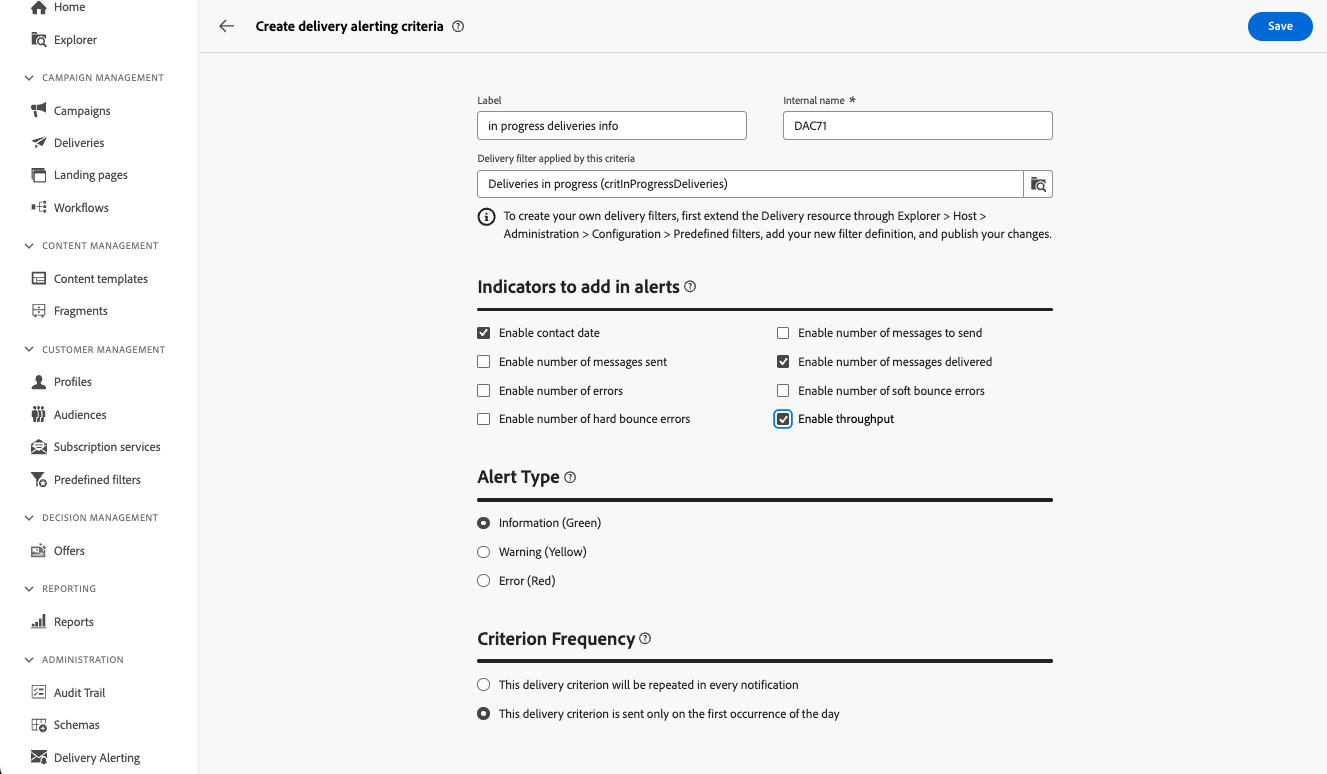 Home
Explorer
CAMPAIGN MANAGEMENT
Campaigns
Deliveries
Landing pages
Workflows
CONTENT MANAGEMENT
Content templates
Fragments
CUSTOMER MANAGEMENT
Profiles
Audiences
Subscription services
Predefined filters
DECISION MANAGEMENT
Offers
REPORTING
Reports
ADMINISTRATION
Audit Trail
Schemas
Delivery Alerting
Create delivery alerting criteria
Save
Label
in progress deliveries info
Internal name *
DAC71
Delivery filter applied by this criteria
Deliveries in progress (critInProgressDeliveries)
To create your own delivery filters, first extend the Delivery resource through Explorer > Host >
Administration > Configuration > Predefined filters, add your new filter definition, and publish your changes.
Indicators to add in alerts
Enable contact date
Enable number of messages to send
Enable number of messages sent
Enable number of messages delivered
Enable number of errors
Enable number of soft bounce errors
Enable number of hard bounce errors
Enable throughput
Alert Type
Information (Green)
Warning (Yellow)
Error (Red)
Criterion Frequency
This delivery criterion will be repeated in every notification
This delivery criterion is sent only on the first occurrence of the day